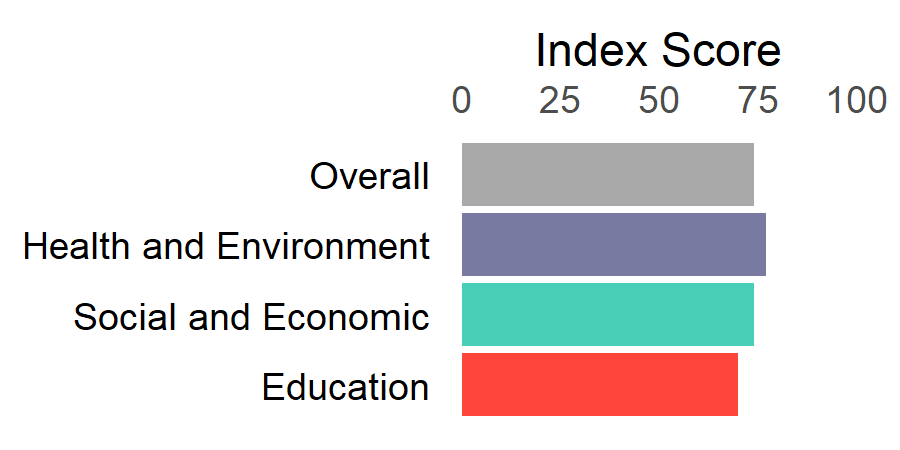 Index Score
0 25 50 75 100
Overall
Health and Environment
Social and Economic
Education